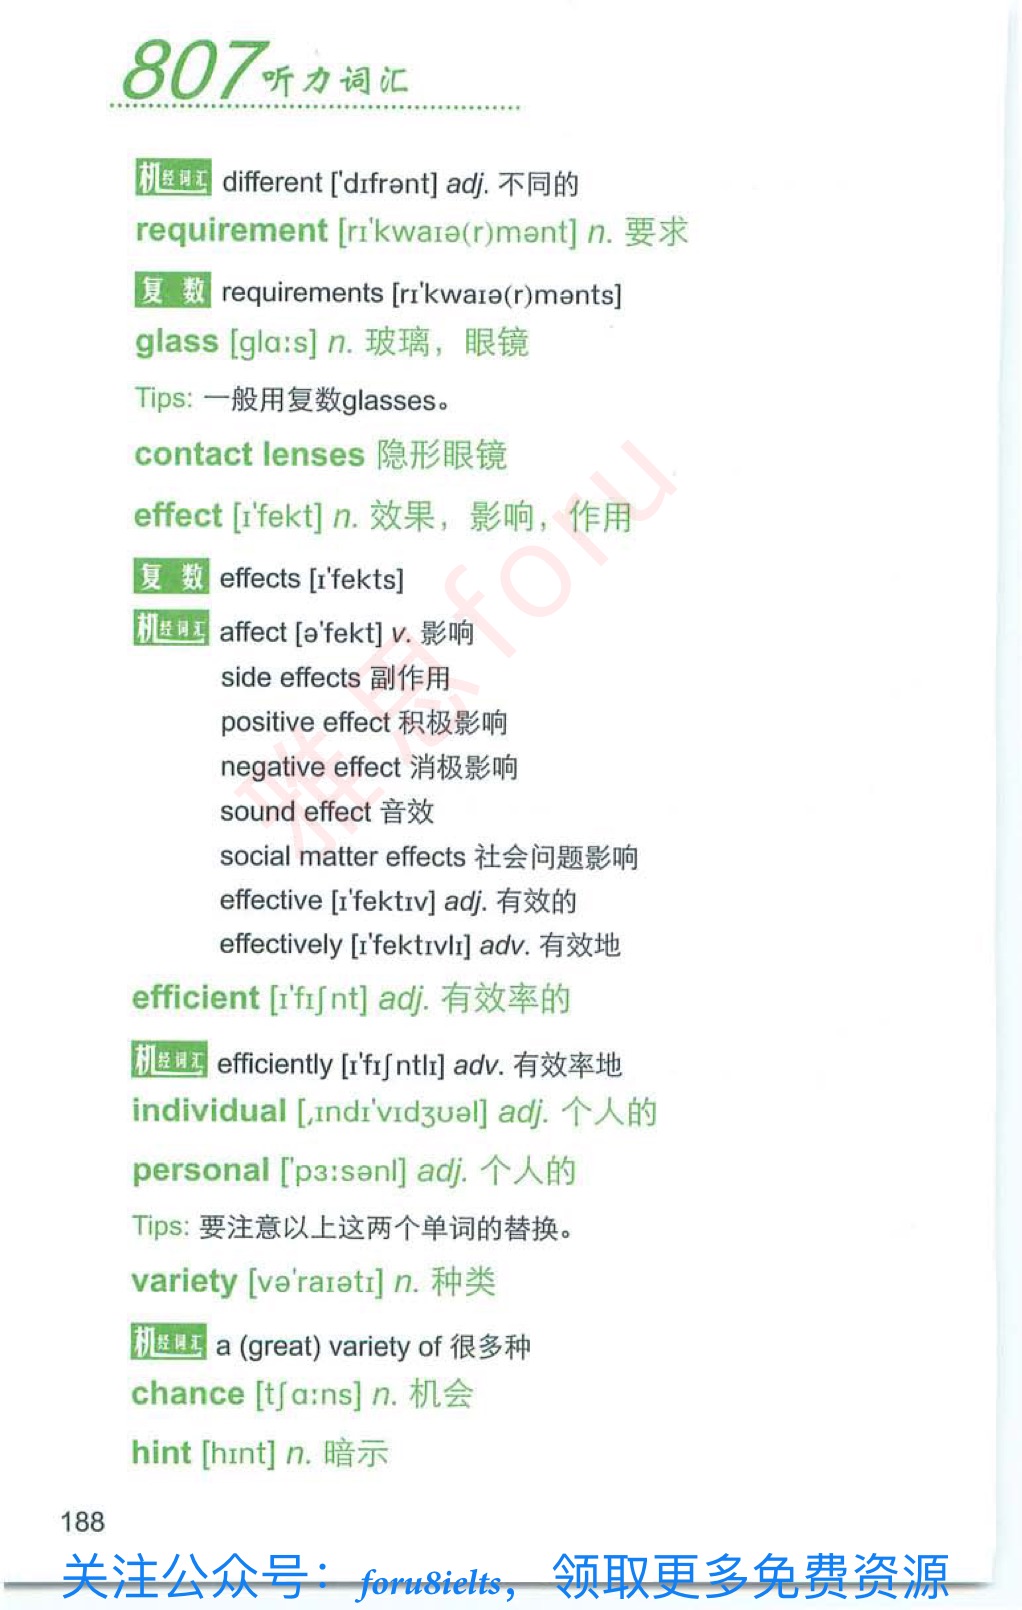 807听力词汇
机经词汇 different ['dɪfrənt] adj. 不同的
requirement [rɪ'kwaɪə(r)mənt] n. 要求
复数 requirements [rɪ'kwaɪə(r)mənts]
glass [glɑːs] n. 玻璃，眼镜
Tips: 一般用复数glasses。
contact lenses 隐形眼镜
effect [ɪ'fekt] n. 效果，影响，作用
复数 effects [ɪ'fekts]
机经词汇 affect [ə'fekt] v. 影响
side effects 副作用
positive effect 积极影响
negative effect 消极影响
sound effect 音效
social matter effects 社会问题影响
effective [ɪ'fektɪv] adj. 有效的
effectively [ɪ'fektɪvlɪ] adv. 有效地
efficient [ɪ'fɪʃnt] adj. 有效率的
机经词汇 efficiently [ɪ'fɪʃntlɪ] adv. 有效率地
individual [ˌɪndɪ'vɪdʒʊəl] adj. 个人的
personal ['pɜːsənl] adj. 个人的
Tips: 要注意以上这两个单词的替换。
variety [və'raɪətɪ] n. 种类
机经词汇 a (great) variety of 很多种
chance [tʃɑːns] n. 机会
hint [hɪnt] n. 暗示
188
关注公众号：foru8ielts，领取更多免费资源
雅思foru